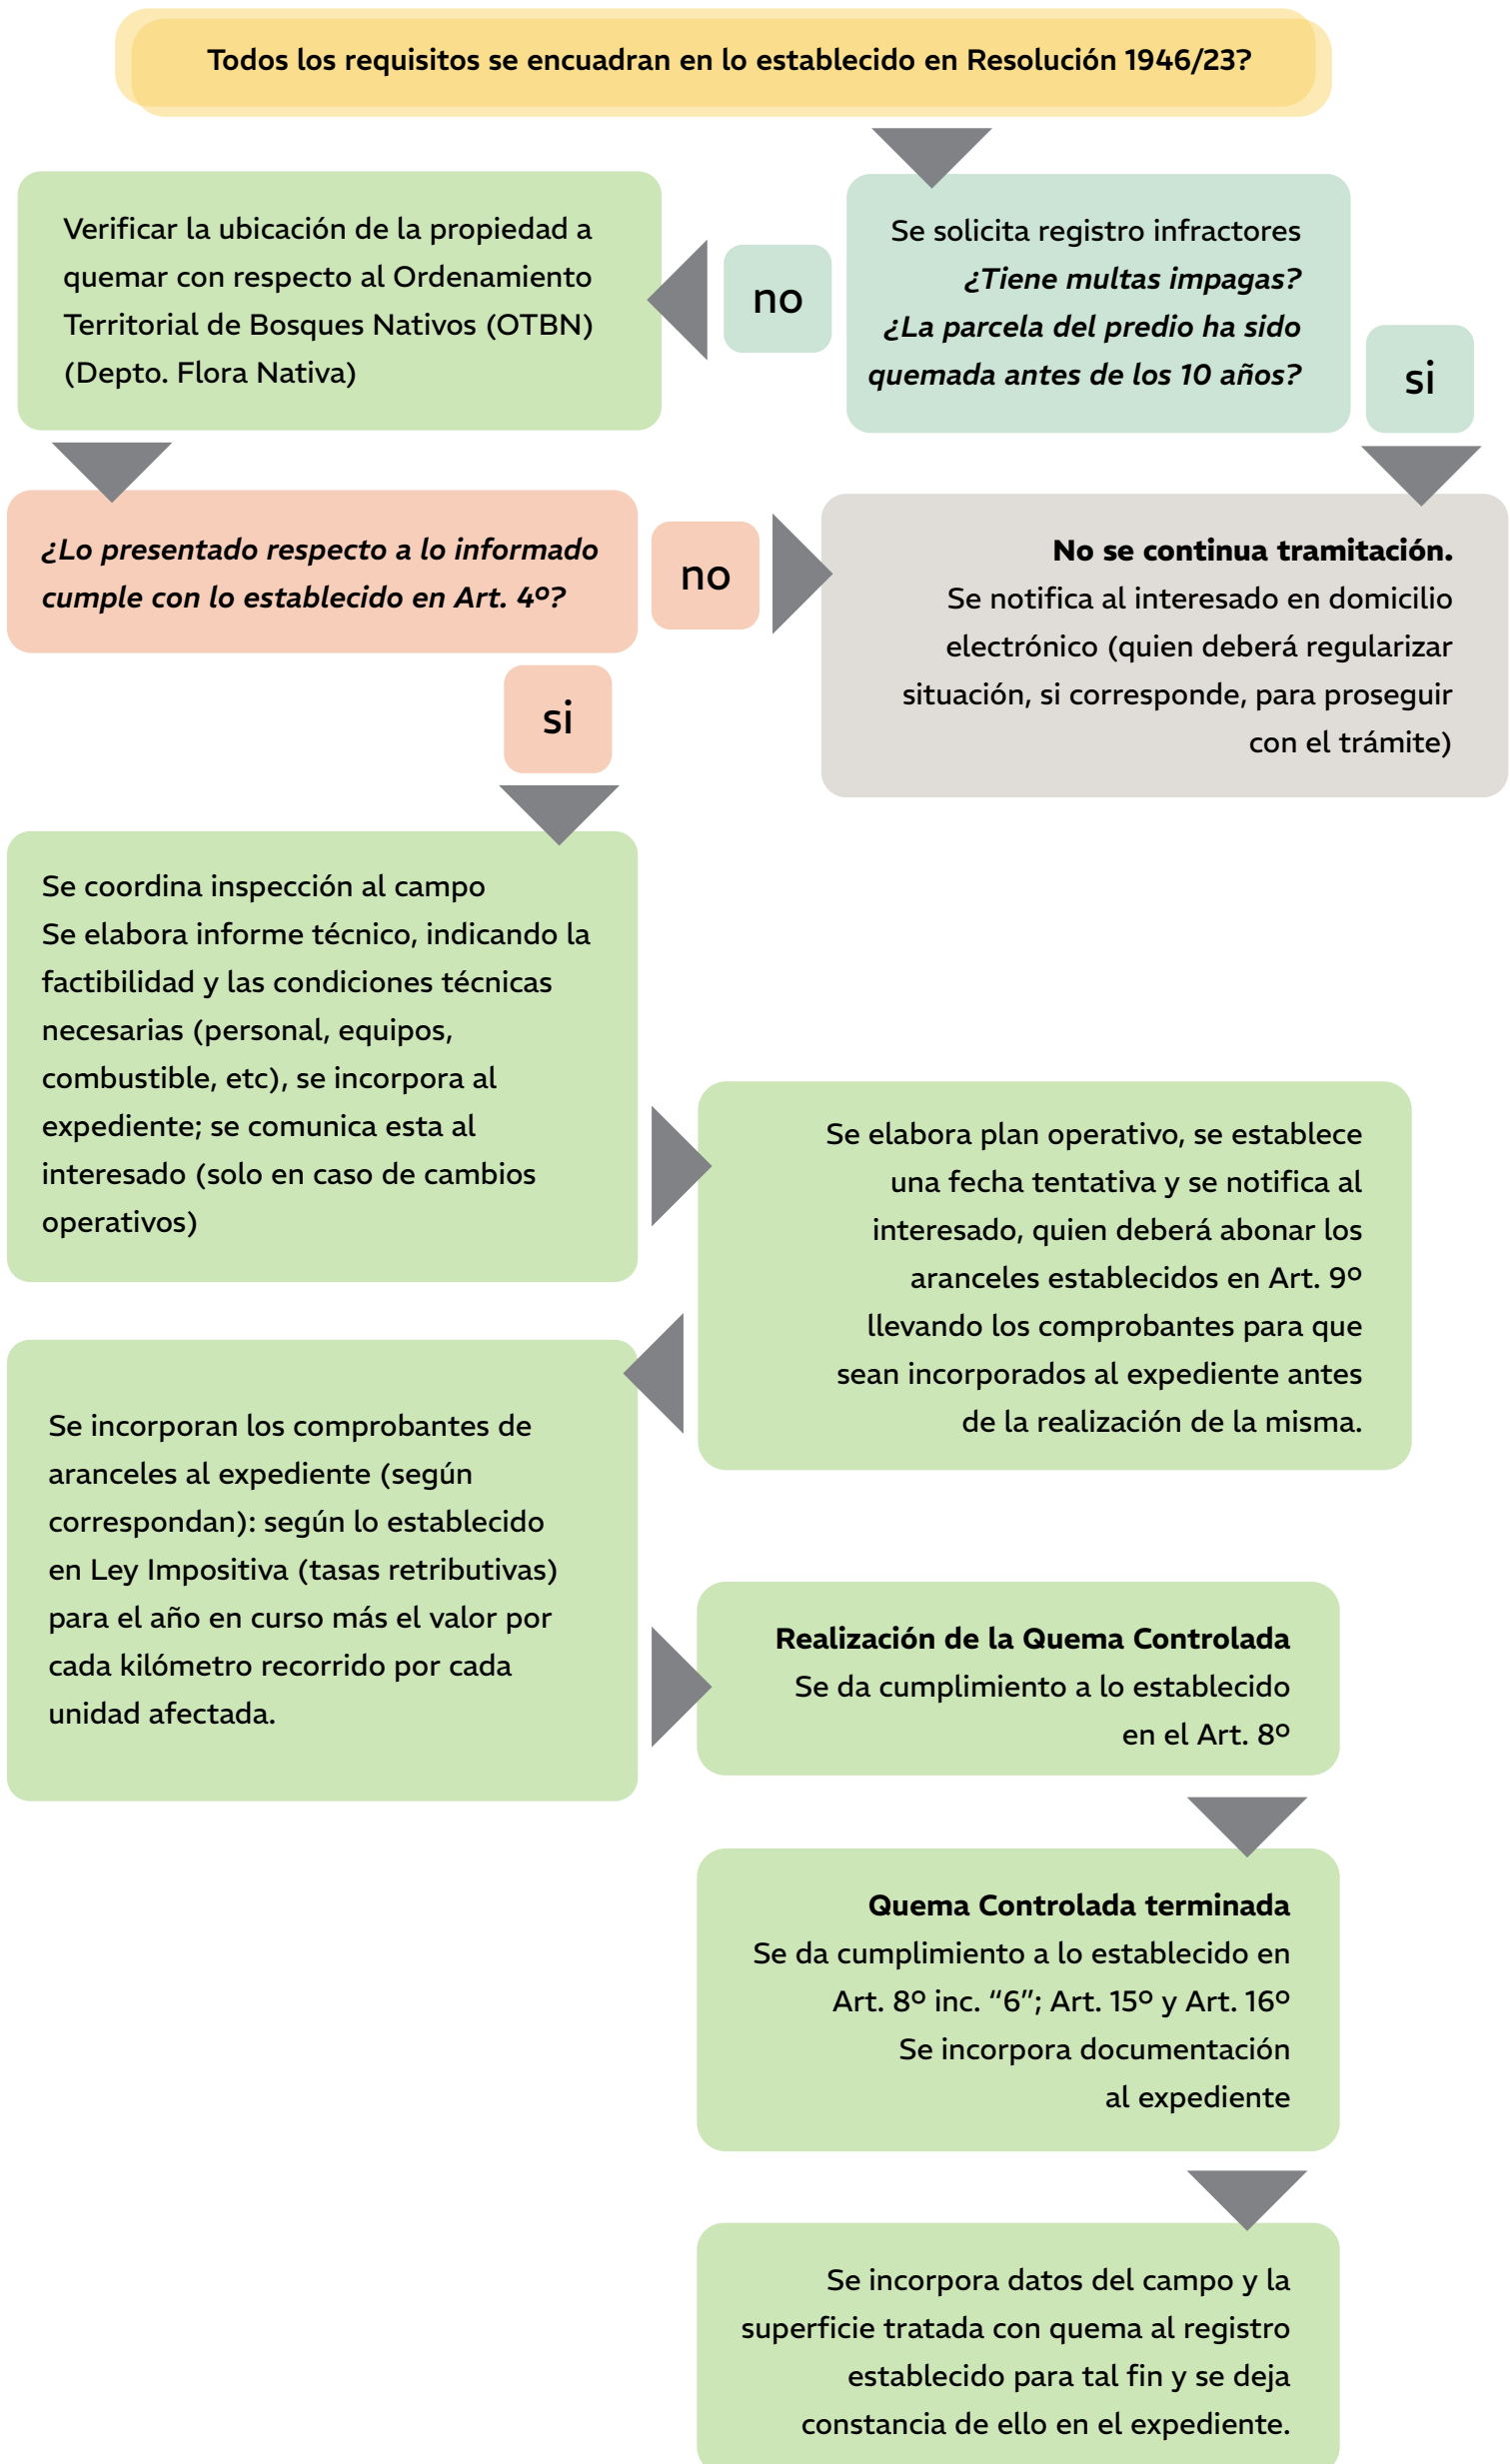 Todos los requisitos se encuadran en lo establecido en Resolución 1946/23?
Se solicita registro infractores
¿Tiene multas impagas?
¿La parcela del predio ha sido
quemada antes de los 10 años?
no
si
Verificar la ubicación de la propiedad a
quemar con respecto al Ordenamiento
Territorial de Bosques Nativos (OTBN)
(Depto. Flora Nativa)
¿Lo presentado respecto a lo informado
cumple con lo establecido en Art. 4º?
no
No se continua tramitación.
Se notifica al interesado en domicilio
electrónico (quien deberá regularizar
situación, si corresponde, para proseguir
con el trámite)
si
Se coordina inspección al campo
Se elabora informe técnico, indicando la
factibilidad y las condiciones técnicas
necesarias (personal, equipos,
combustible, etc), se incorpora al
expediente; se comunica esta al
interesado (solo en caso de cambios
operativos)
Se elabora plan operativo, se establece
una fecha tentativa y se notifica al
interesado, quien deberá abonar los
aranceles establecidos en Art. 9º
llevando los comprobantes para que
sean incorporados al expediente antes
de la realización de la misma.
Se incorporan los comprobantes de
aranceles al expediente (según
correspondan): según lo establecido
en Ley Impositiva (tasas retributivas)
para el año en curso más el valor por
cada kilómetro recorrido por cada
unidad afectada.
Realización de la Quema Controlada
Se da cumplimiento a lo establecido
en el Art. 8º
Quema Controlada terminada
Se da cumplimiento a lo establecido en
Art. 8º inc. “6”; Art. 15º y Art. 16º
Se incorpora documentación
al expediente
Se incorpora datos del campo y la
superficie tratada con quema al registro
establecido para tal fin y se deja
constancia de ello en el expediente.